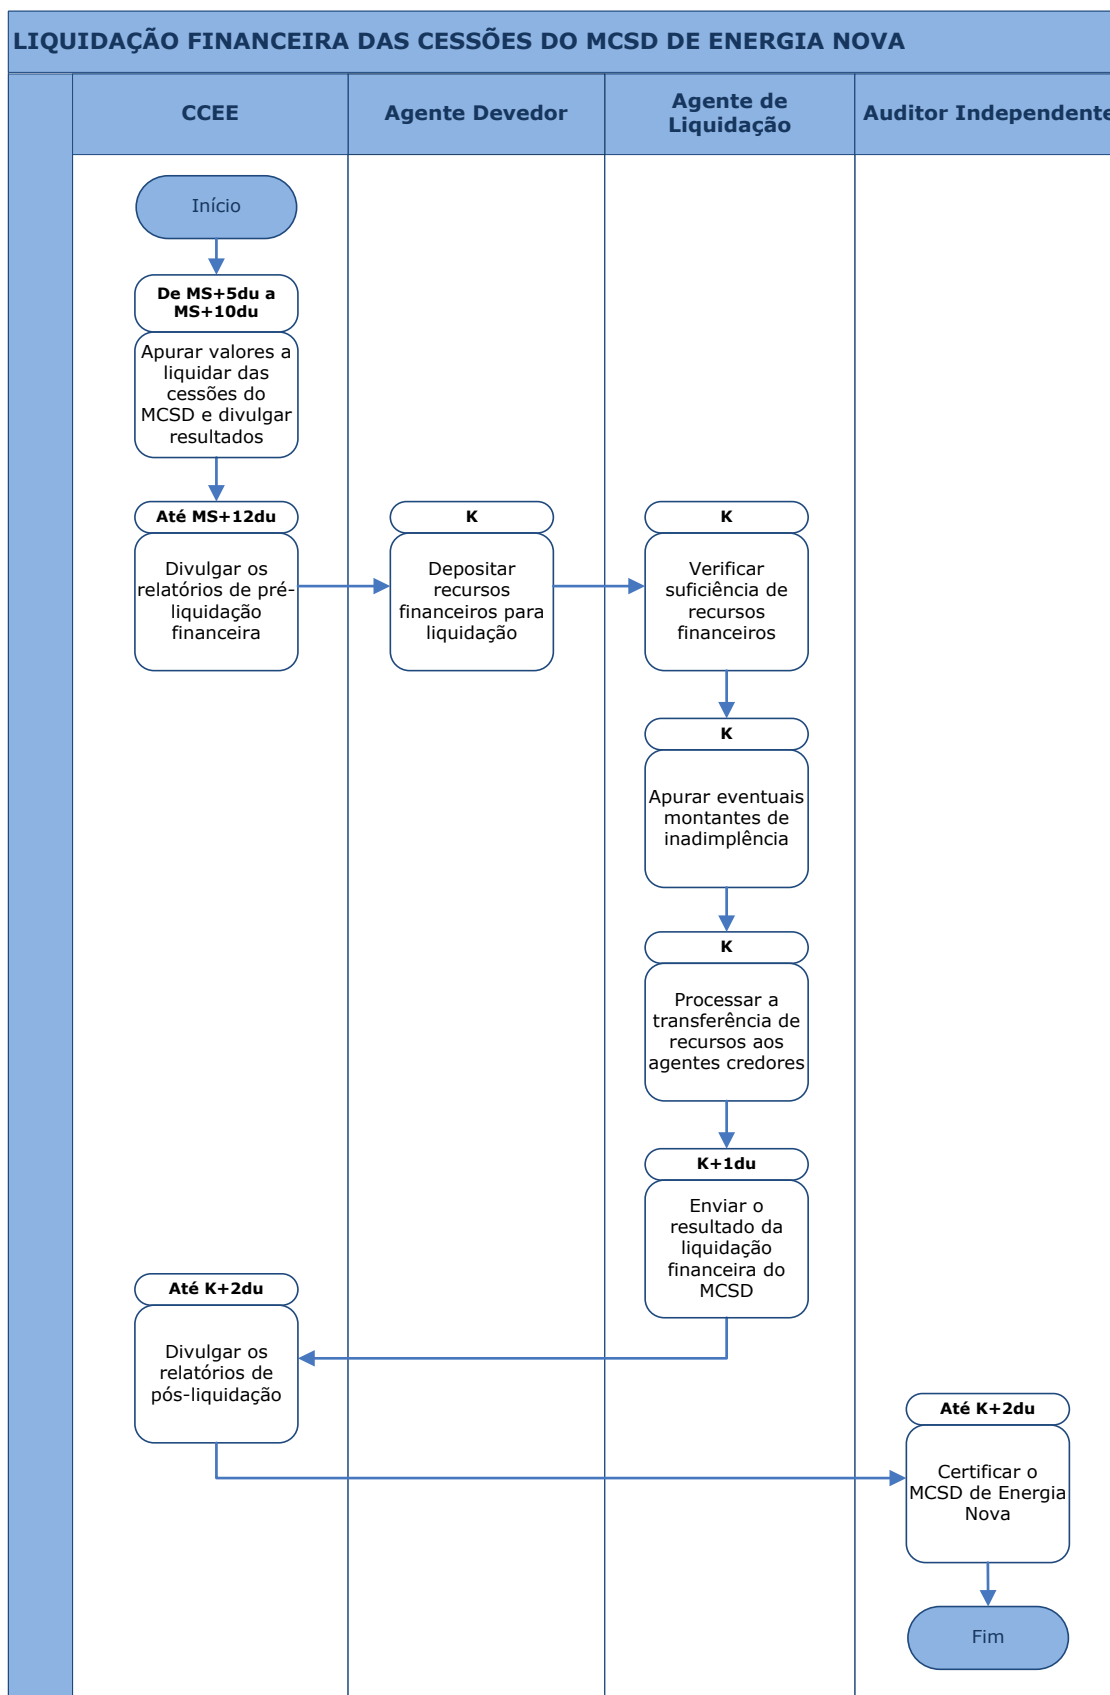 LIQUIDAÇÃO FINANCEIRA DAS CESSÕES DO MCSD DE ENERGIA NOVA
CCEE
Agente Devedor
Agente de
Liquidação
Auditor Independente
Início
De MS+5du a
MS+10du
Apurar valores a
liquidar das
cessões do
MCSD e divulgar
resultados
Até MS+12du
Divulgar os
relatórios de pré-
liquidação
financeira
K
Depositar
recursos
financeiros para
liquidação
K
Verificar
suficiência de
recursos
financeiros
K
Apurar eventuais
montantes de
inadimplência
K
Processar a
transferência de
recursos aos
agentes credores
K+1du
Enviar o
resultado da
liquidação
financeira do
MCSD
Até K+2du
Divulgar os
relatórios de
pós-liquidação
Até K+2du
Certificar o
MCSD de Energia
Nova
Fim